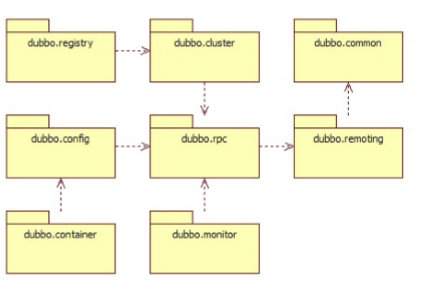 dubbo.registry
dubbo.cluster
dubbo.common
dubbo.config
dubbo.rpc
dubbo.remoting
dubbo.container
dubbo.monitor